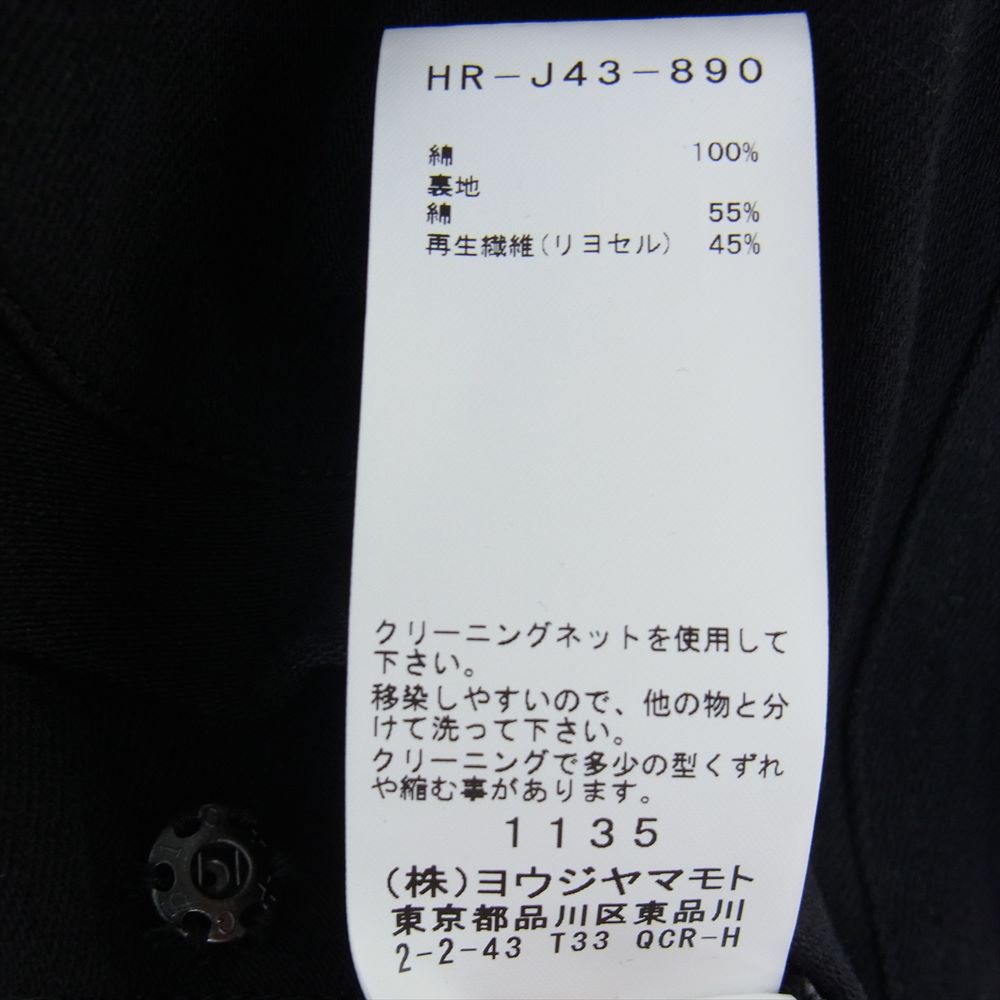 HR-J43-890
綿 100%
裏地
綿 55%
再生繊維(リヨセル) 45%
クリーニングネットを使用して
下さい。
移染しやすいので、他の物と分
けて洗って下さい。
クリーニングで多少の型くずれ
や縮む事があります。
1135
(株)ヨウジヤマモト
東京都品川区東品川
2-2-43 T33 QCR-H